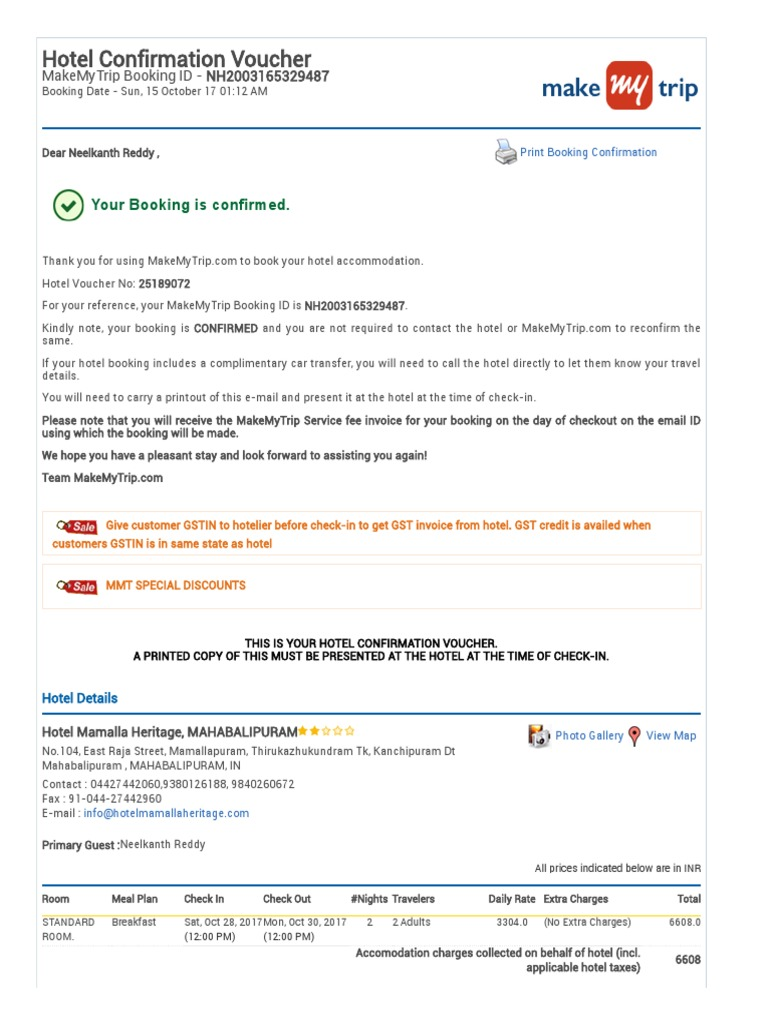 Hotel Confirmation Voucher
MakeMyTrip Booking ID - NH2003165329487
Booking Date - Sun, 15 October 17 01:12 AM
make my trip
Dear Neelkanth Reddy ,
Print Booking Confirmation
Your Booking is confirmed.
Thank you for using MakeMyTrip.com to book your hotel accommodation.
Hotel Voucher No: 25189072
For your reference, your MakeMyTrip Booking ID is NH2003165329487.
Kindly note, your booking is CONFIRMED and you are not required to contact the hotel or MakeMyTrip.com to reconfirm the
same.
If your hotel booking includes a complimentary car transfer, you will need to call the hotel directly to let them know your travel
details.
You will need to carry a printout of this e-mail and present it at the hotel at the time of check-in.
Please note that you will receive the MakeMyTrip Service fee invoice for your booking on the day of checkout on the email ID
using which the booking will be made.
We hope you have a pleasant stay and look forward to assisting you again!
Team MakeMyTrip.com
Sale Give customer GSTIN to hotelier before check-in to get GST invoice from hotel. GST credit is availed when
customers GSTIN is in same state as hotel
Sale MMT SPECIAL DISCOUNTS
THIS IS YOUR HOTEL CONFIRMATION VOUCHER.
A PRINTED COPY OF THIS MUST BE PRESENTED AT THE HOTEL AT THE TIME OF CHECK-IN.
Hotel Details
Hotel Mamalla Heritage, MAHABALIPURAM
Photo Gallery View Map
No.104, East Raja Street, Mamallapuram, Thirukazhukundram Tk, Kanchipuram Dt
Mahabalipuram , MAHABALIPURAM, IN
Contact : 04427442060,9380126188, 9840260672
Fax : 91-044-27442960
E-mail : info@hotelmamallaheritage.com
Primary Guest :Neelkanth Reddy
All prices indicated below are in INR
Room Meal Plan Check In Check Out #Nights Travelers Daily Rate Extra Charges Total
STANDARD Breakfast Sat, Oct 28, 2017 Mon, Oct 30, 2017 2 2 Adults 3304.0 (No Extra Charges) 6608.0
ROOM. (12:00 PM) (12:00 PM)
Accomodation charges collected on behalf of hotel (incl.
applicable hotel taxes) 6608